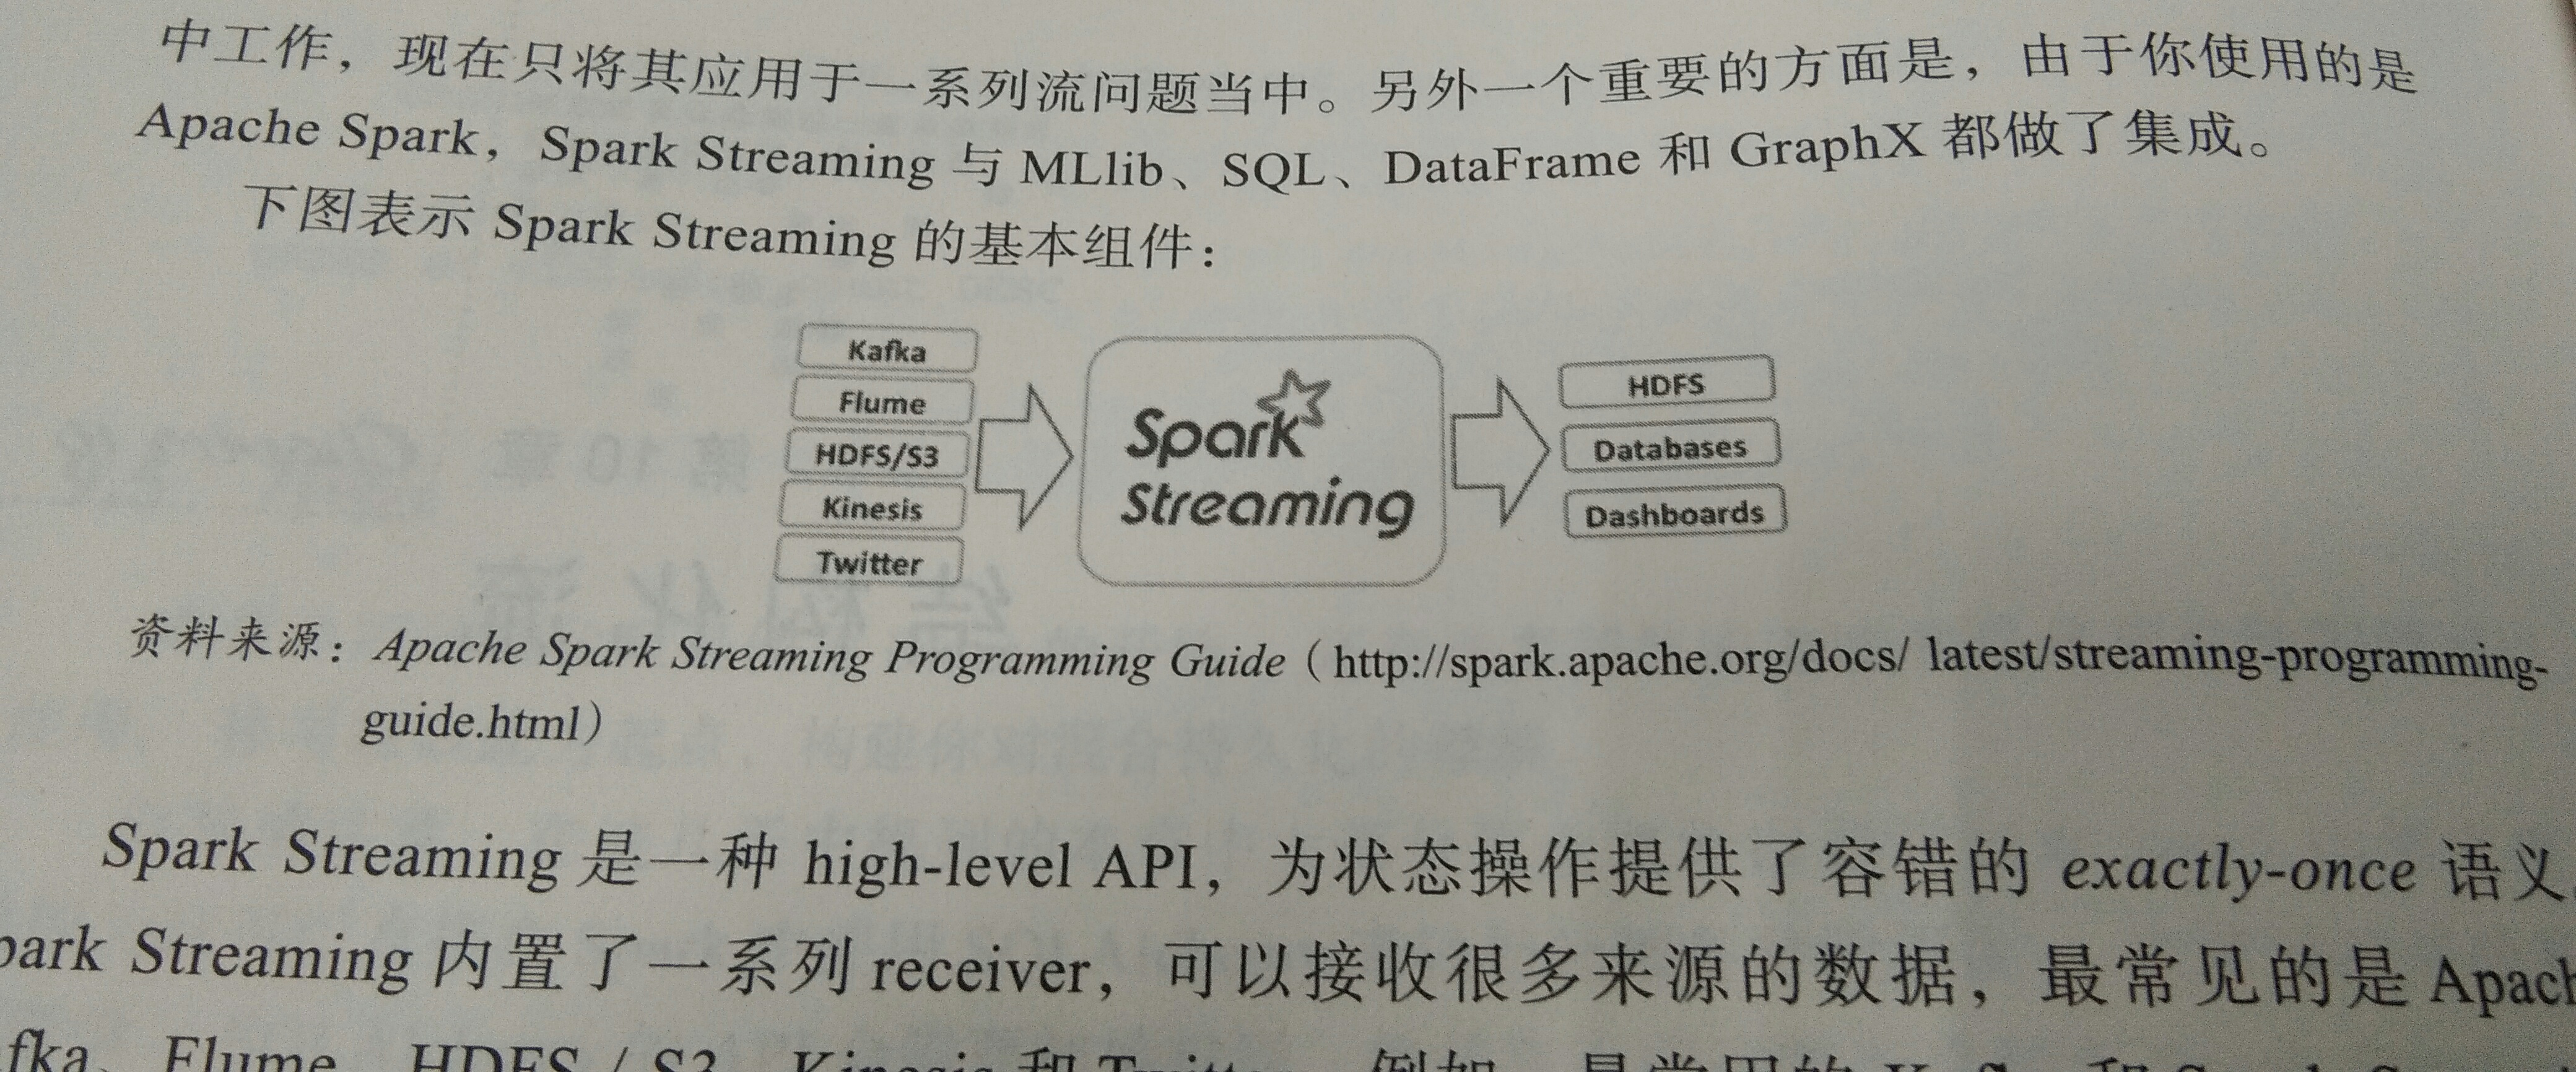 中工作，现在只将其应用于一系列流问题当中。另外一个重要的方面是，由于你使用的是
Apache Spark，Spark Streaming 与 MLlib、SQL、DataFrame 和 GraphX 都做了集成。
下图表示 Spark Streaming 的基本组件：
Kafka
Flume
HDFS/S3
Kinesis
Twitter
Spark
Streaming
HDFS
Databases
Dashboards
资料来源：Apache Spark Streaming Programming Guide（http://spark.apache.org/docs/ latest/streaming-programming-
guide.html）
Spark Streaming 是一种 high-level API，为状态操作提供了容错的 exactly-once 语义
park Streaming 内置了一系列 receiver，可以接收很多来源的数据，最常见的是 Apach
fka、Flume、HDFS / S3、Kinesis 和 Twitter